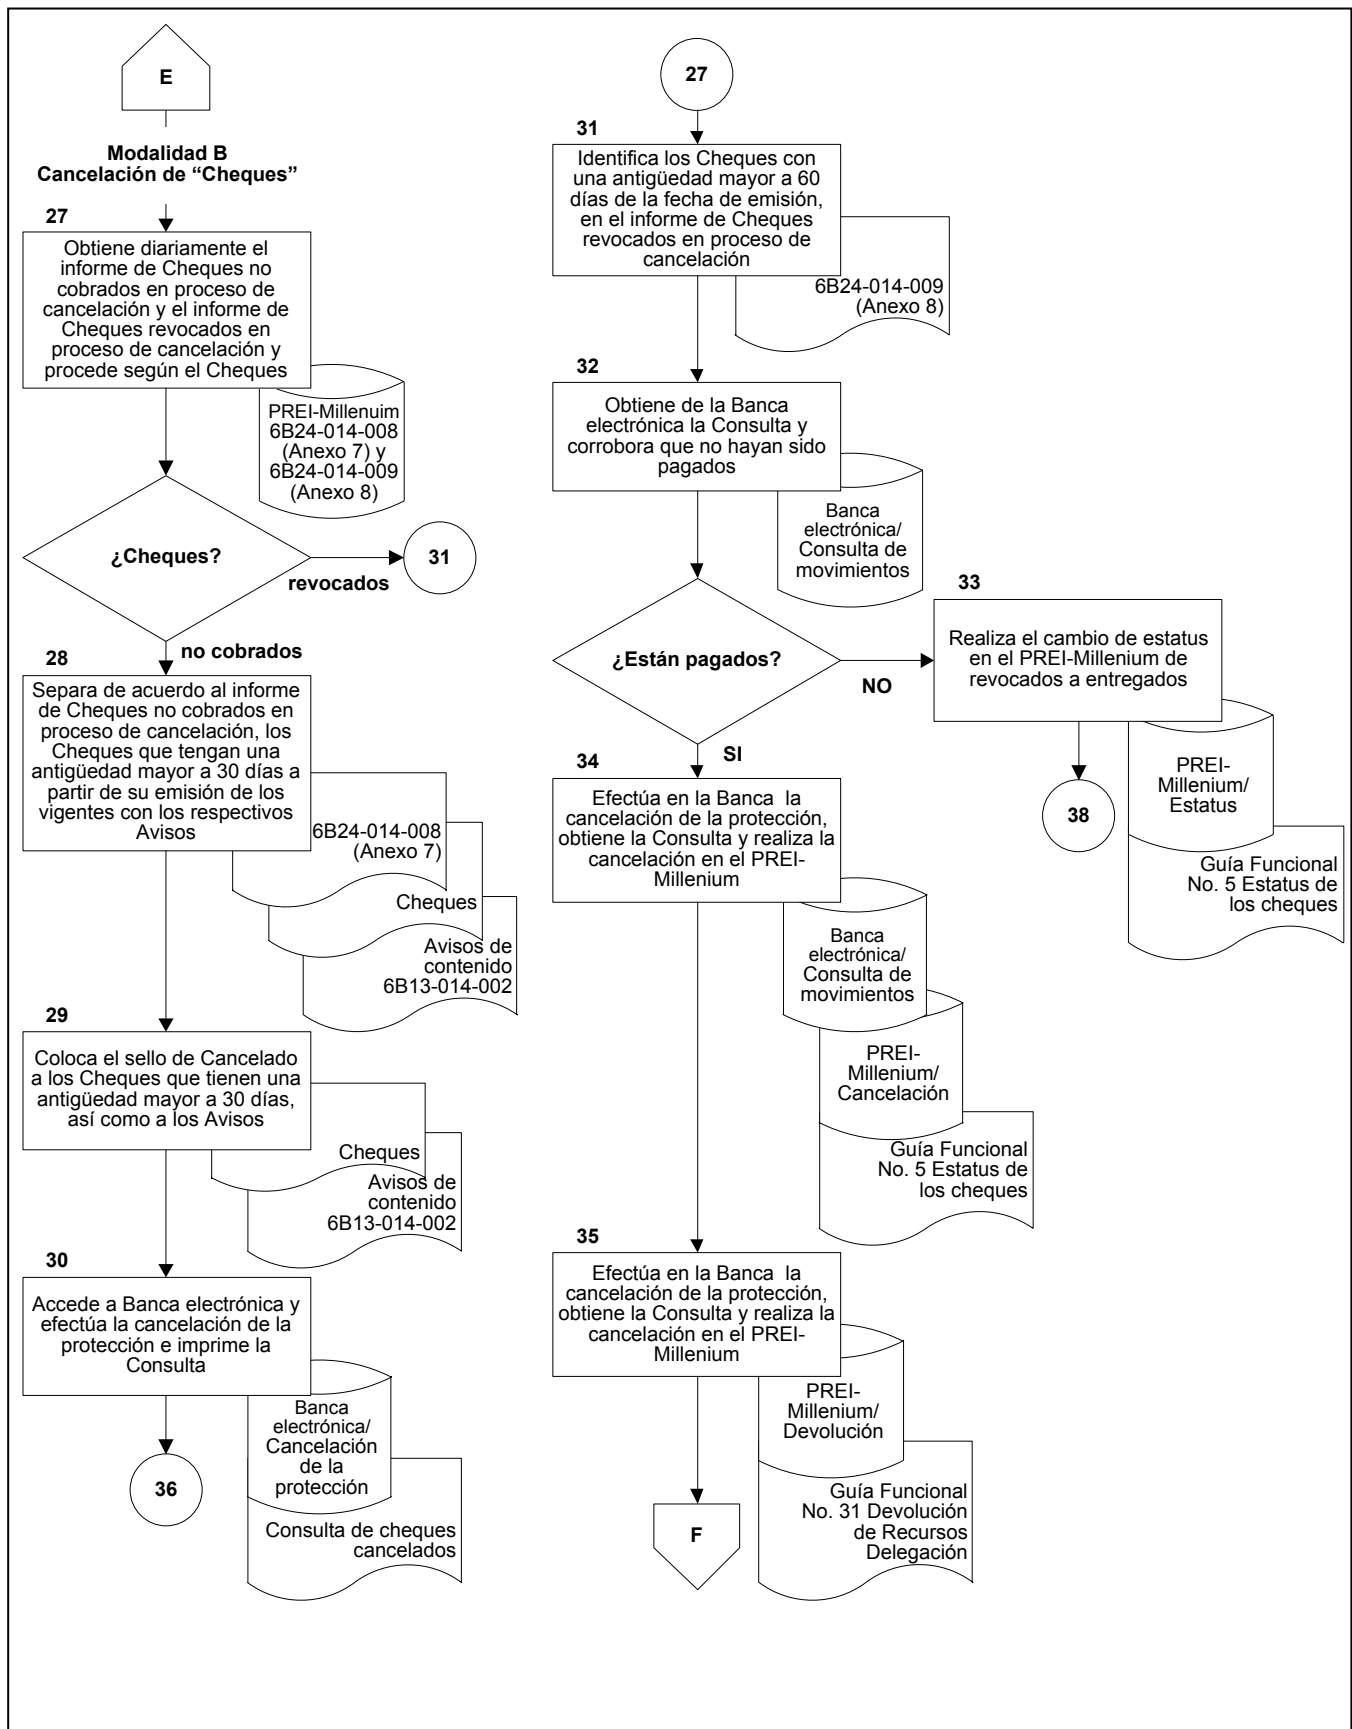 E
Modalidad B
Cancelación de “Cheques”
27
Obtiene diariamente el
informe de Cheques no
cobrados en proceso de
cancelación y el informe de
Cheques revocados en
proceso de cancelación y
procede según el Cheques
PREI-Millenuim
6B24-014-008
(Anexo 7) y
6B24-014-009
(Anexo 8)
¿Cheques?
revocados
31
no cobrados
28
Separa de acuerdo al informe
de Cheques no cobrados en
proceso de cancelación, los
Cheques que tengan una
antigüedad mayor a 30 días a
partir de su emisión de los
vigentes con los respectivos
Avisos
6B24-014-008
(Anexo 7)
Cheques
Avisos de
contenido
6B13-014-002
29
Coloca el sello de Cancelado
a los Cheques que tienen una
antigüedad mayor a 30 días,
así como a los Avisos
Cheques
Avisos de
contenido
6B13-014-002
30
Accede a Banca electrónica y
efectúa la cancelación de la
protección e imprime la
Consulta
Banca
electrónica/
Cancelación
de la
protección
Consulta de cheques
cancelados
36
27
31
Identifica los Cheques con
una antigüedad mayor a 60
días de la fecha de emisión,
en el informe de Cheques
revocados en proceso de
cancelación
6B24-014-009
(Anexo 8)
32
Obtiene de la Banca
electrónica la Consulta y
corrobora que no hayan sido
pagados
Banca
electrónica/
Consulta de
movimientos
¿Están pagados?
NO
33
Realiza el cambio de estatus
en el PREI-Millenium de
revocados a entregados
PREI-
Millenium/
Estatus
Guía Funcional
No. 5 Estatus de
los cheques
38
SI
34
Efectúa en la Banca la
cancelación de la protección,
obtiene la Consulta y realiza la
cancelación en el PREI-
Millenium
Banca
electrónica/
Consulta de
movimientos
PREI-
Millenium/
Cancelación
Guía Funcional
No. 5 Estatus de
los cheques
35
Efectúa en la Banca la
cancelación de la protección,
obtiene la Consulta y realiza la
cancelación en el PREI-
Millenium
PREI-
Millenium/
Devolución
Guía Funcional
No. 31 Devolución
de Recursos
Delegación
F